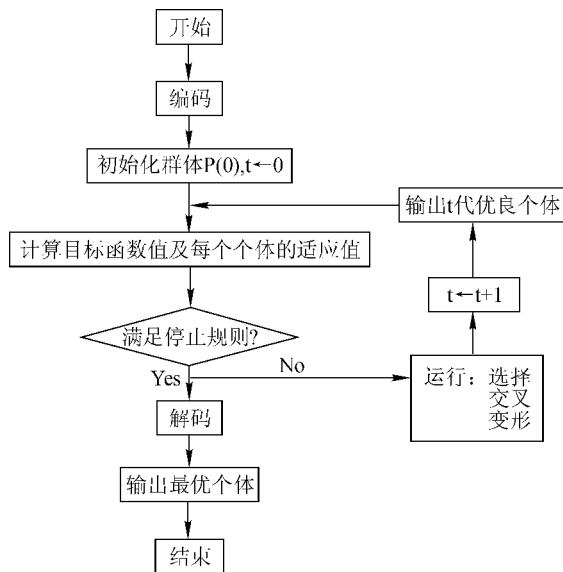 开始
编码
初始化群体P(0),t←0
输出t代优良个体
计算目标函数值及每个个体的适应值
t←t+1
满足停止规则?
Yes
No
运行：选择
交叉
变形
解码
输出最优个体
结束